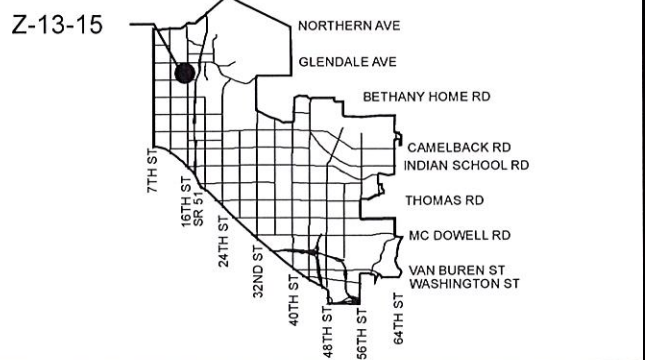 Z-13-15
NORTHERN AVE
GLENDALE AVE
BETHANY HOME RD
CAMELBACK RD
INDIAN SCHOOL RD
THOMAS RD
MC DOWELL RD
VAN BUREN ST
WASHINGTON ST
7TH ST
16TH ST
SR 51
24TH ST
32ND ST
40TH ST
48TH ST
56TH ST
64TH ST